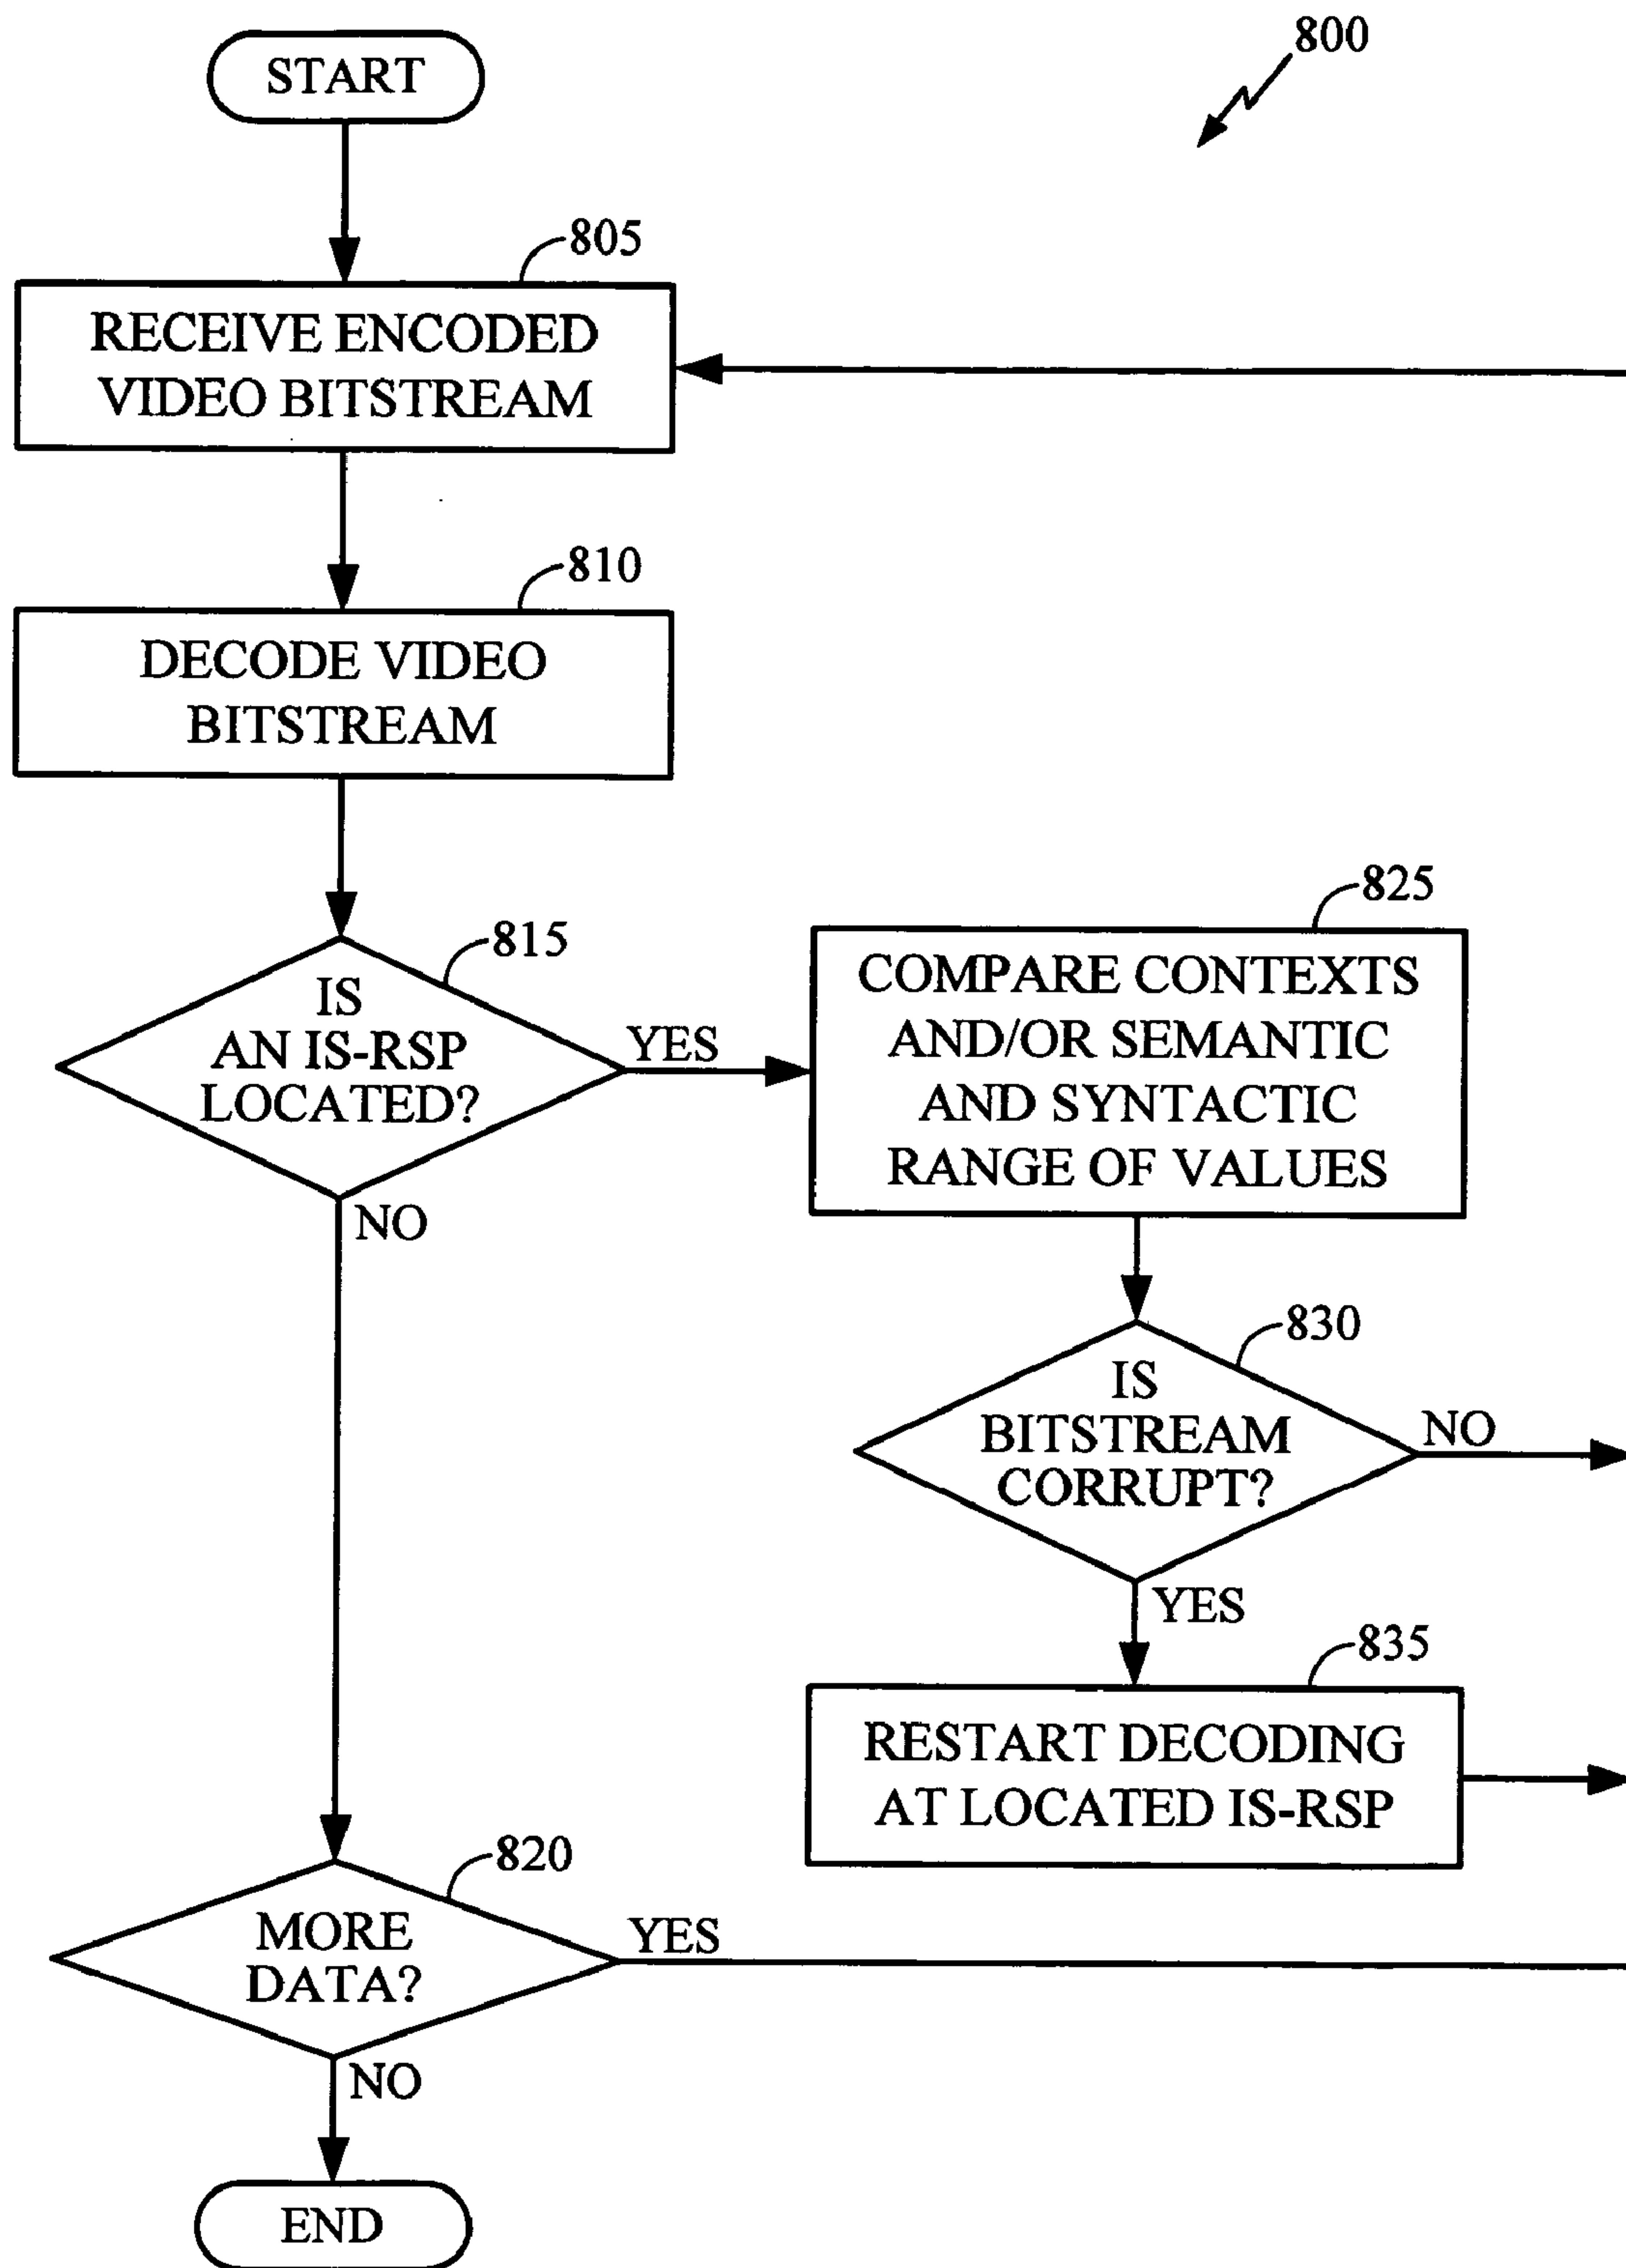 START
800
805
RECEIVE ENCODED
VIDEO BITSTREAM
810
DECODE VIDEO
BITSTREAM
815
IS
AN IS-RSP
LOCATED?
YES
NO
825
COMPARE CONTEXTS
AND/OR SEMANTIC
AND SYNTACTIC
RANGE OF VALUES
830
IS
BITSTREAM
CORRUPT?
NO
YES
835
RESTART DECODING
AT LOCATED IS-RSP
820
MORE
DATA?
YES
NO
END